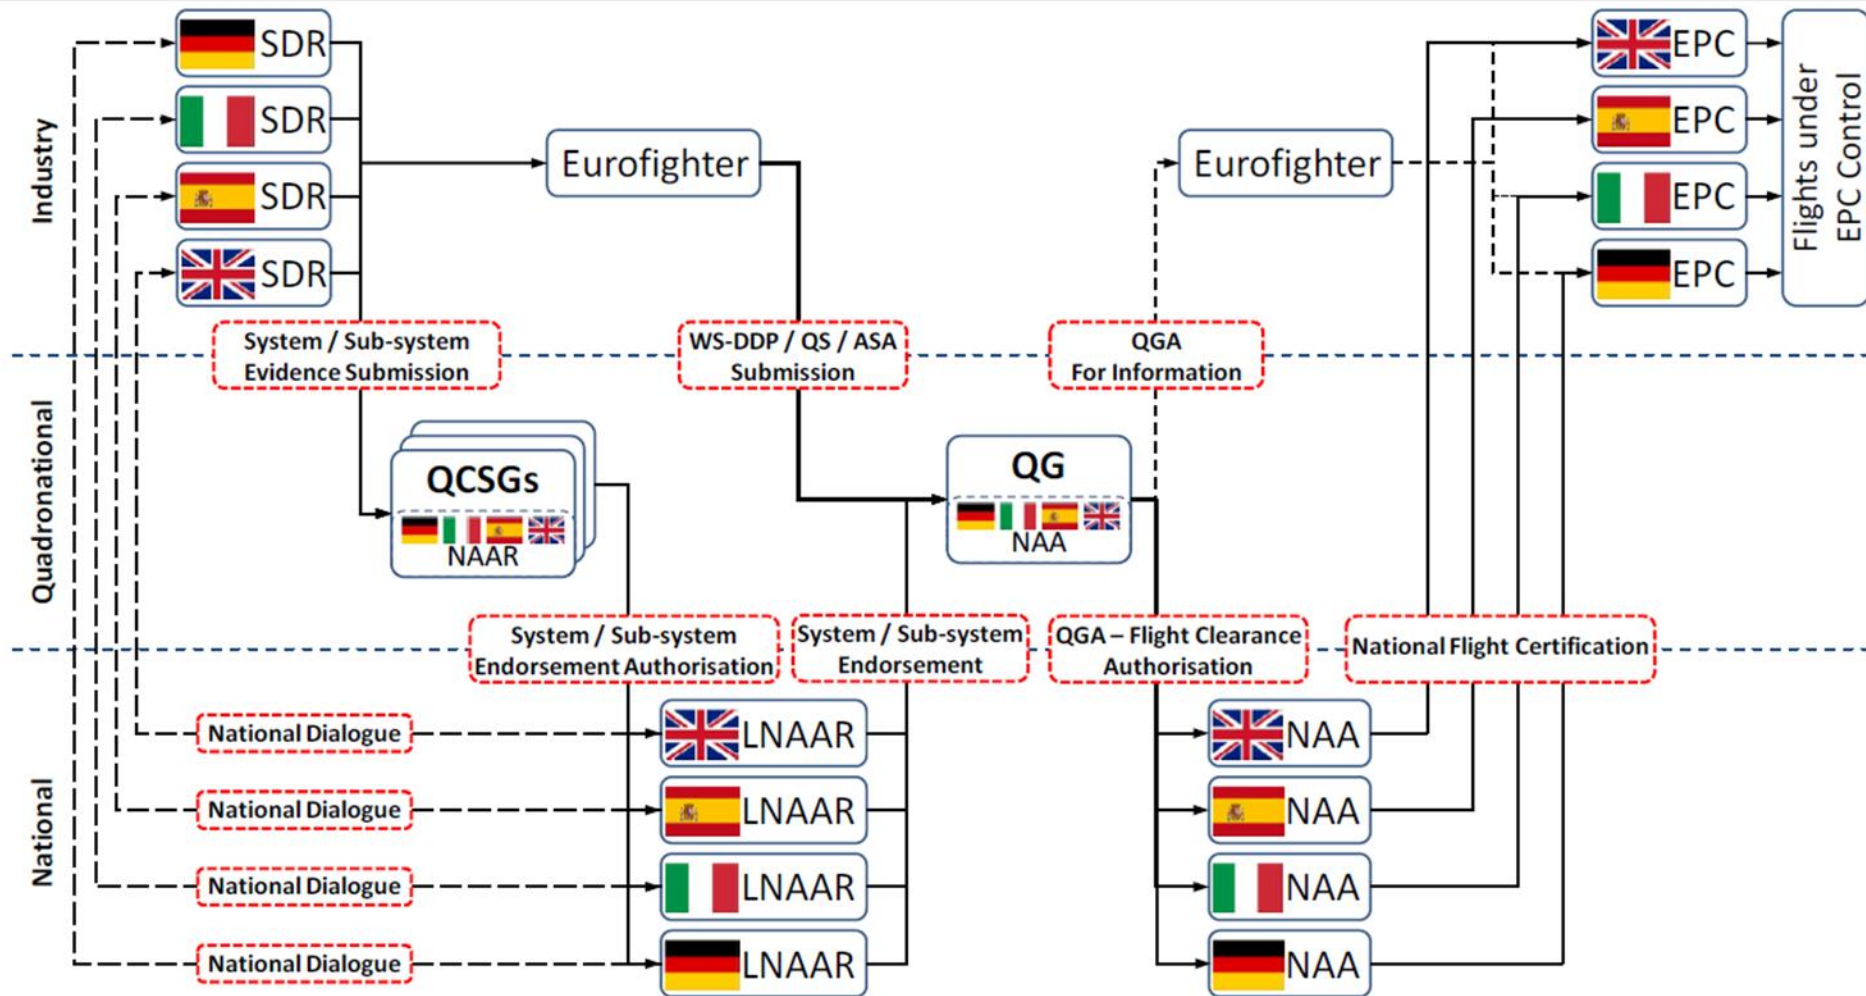 Industry
SDR
SDR
SDR
SDR
Eurofighter
Eurofighter
EPC
EPC
EPC
EPC
Flights under
EPC Control
System / Sub-system
Evidence Submission
WS-DDP / QS / ASA
Submission
QGA
For Information
Quadronational
QCSGs
NAAR
QG
NAA
System / Sub-system
Endorsement Authorisation
System / Sub-system
Endorsement
QGA – Flight Clearance
Authorisation
National Flight Certification
National
National Dialogue
LNAAR
NAA
National Dialogue
LNAAR
NAA
National Dialogue
LNAAR
NAA
National Dialogue
LNAAR
NAA